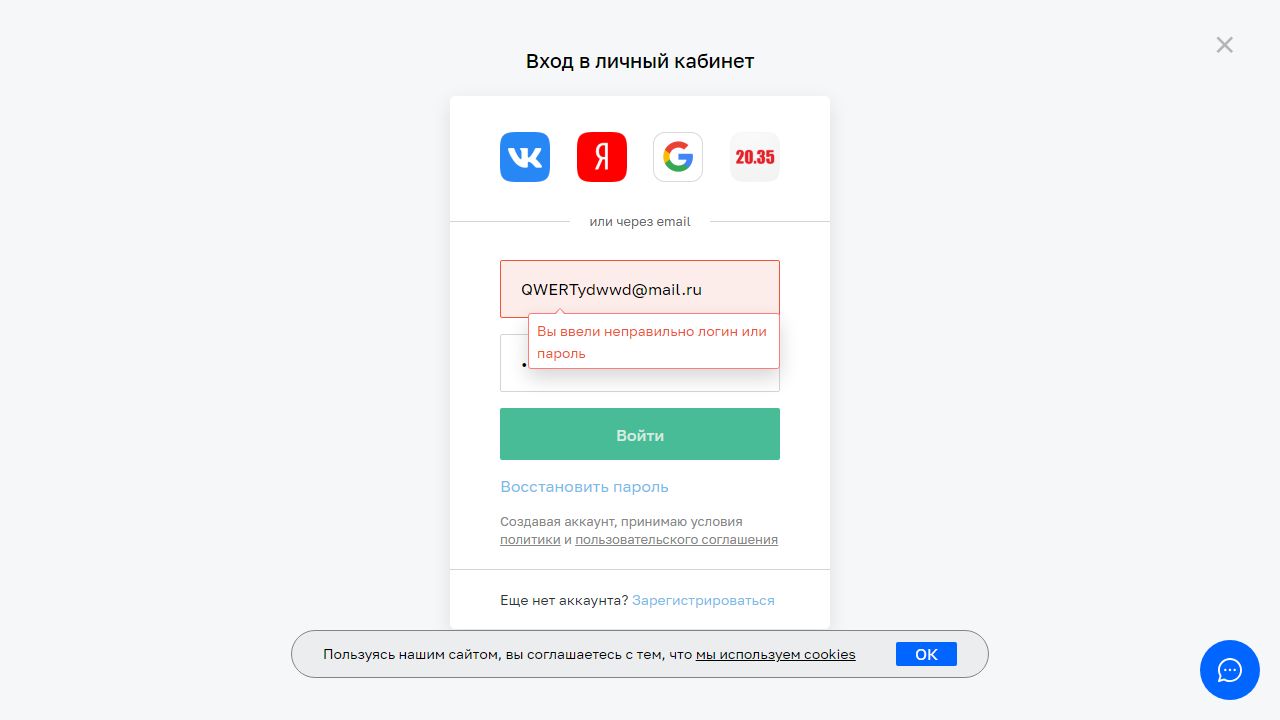 Вход в личный кабинет
20.35
или через email
QWERTydwwd@mail.ru
Вы ввели неправильно логин или
пароль
Войти
Восстановить пароль
Создавая аккаунт, принимаю условия
политики и пользовательского соглашения
Еще нет аккаунта? Зарегистрироваться
Пользуясь нашим сайтом, вы соглашаетесь с тем, что мы используем cookies
OK